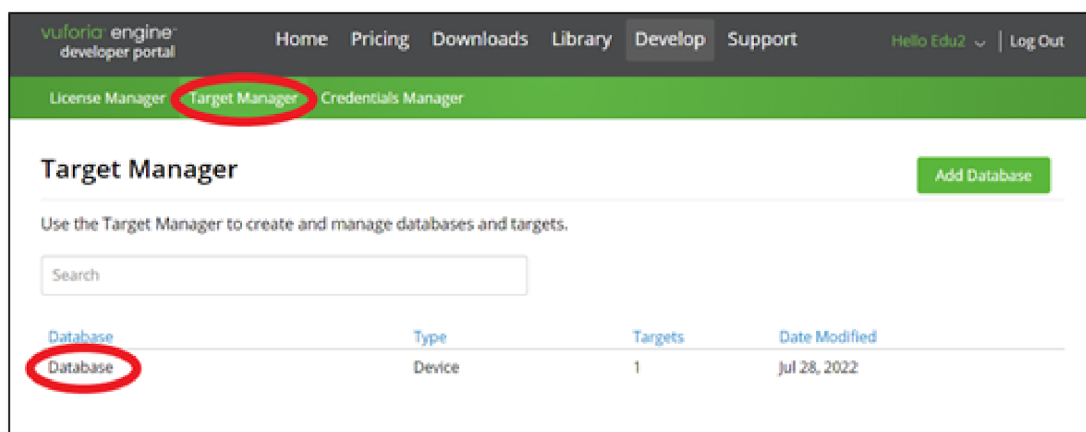 vuforia engine
developer portal
Home Pricing Downloads Library Develop Support
Hello Edu2 | Log Out
License Manager Target Manager Credentials Manager
Target Manager
Add Database
Use the Target Manager to create and manage databases and targets.
Search
Database Type Targets Date Modified
Database Device 1 Jul 28, 2022